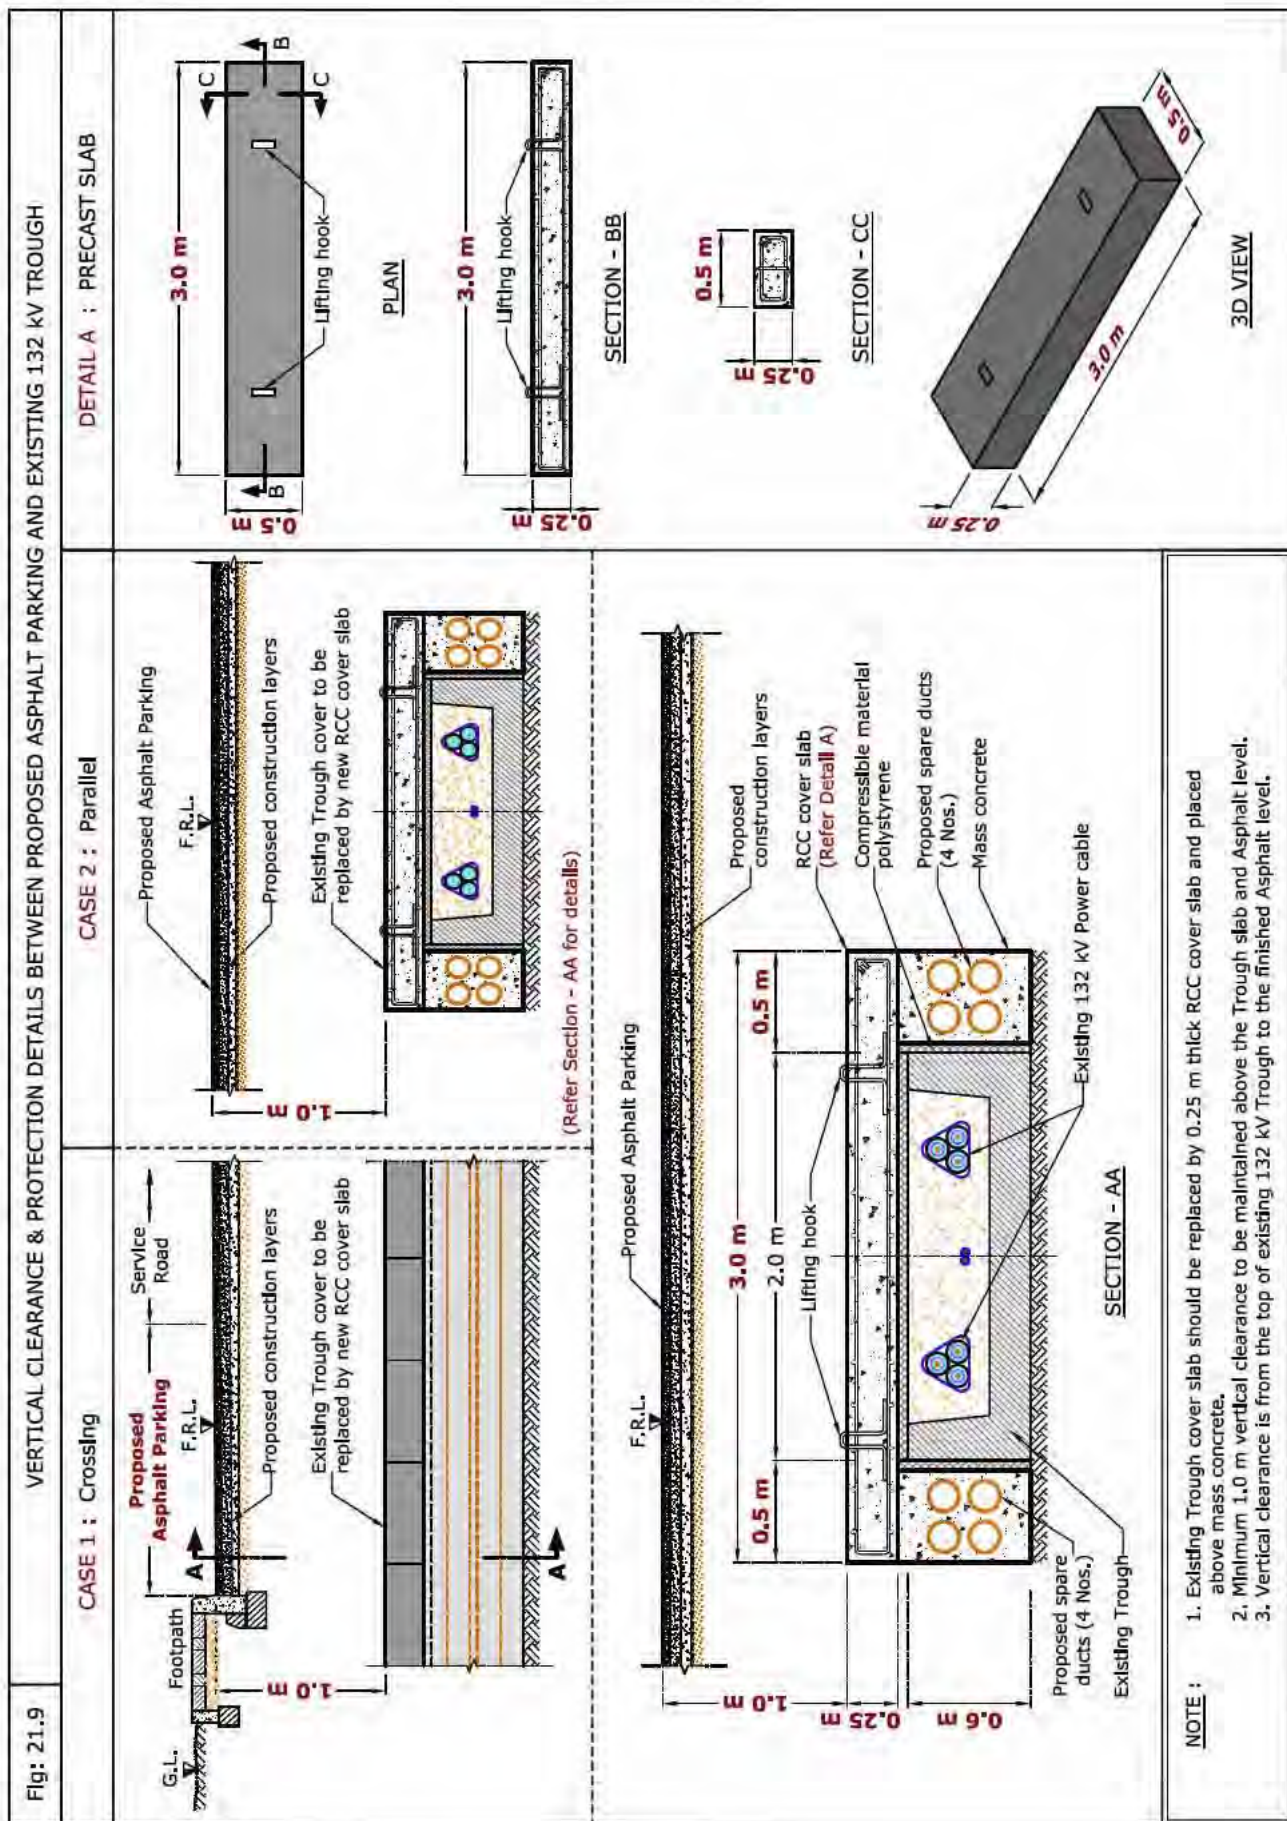 Fig: 21.9
VERTICAL CLEARANCE & PROTECTION DETAILS BETWEEN PROPOSED ASPHALT PARKING AND EXISTING 132 kV TROUGH
CASE 1 : Crossing
G.L.
Footpath
Proposed
Asphalt Parking
Service
Road
F.R.L.
A
Proposed construction layers
1.0 m
Existing Trough cover to be
replaced by new RCC cover slab
A
CASE 2 : Parallel
Proposed Asphalt Parking
F.R.L.
Proposed construction layers
1.0 m
Existing Trough cover to be
replaced by new RCC cover slab
(Refer Section - AA for details)
Proposed Asphalt Parking
F.R.L.
1.0 m
3.0 m
0.5 m
2.0 m
0.5 m
Lifting hook
0.25 m
0.6 m
Proposed
construction layers
RCC cover slab
(Refer Detail A)
Compressible material
polystyrene
Proposed spare ducts
(4 Nos.)
Mass concrete
Existing 132 kV Power cable
Proposed spare
ducts (4 Nos.)
Existing Trough
SECTION - AA
DETAIL A : PRECAST SLAB
3.0 m
0.5 m
B
B
C
C
Lifting hook
PLAN
3.0 m
Lifting hook
0.25 m
SECTION - BB
0.5 m
0.25 m
SECTION - CC
0.25 m
3.0 m
0.5 m
3D VIEW
NOTE :
1. Existing Trough cover slab should be replaced by 0.25 m thick RCC cover slab and placed
above mass concrete.
2. Minimum 1.0 m vertical clearance to be maintained above the Trough slab and Asphalt level.
3. Vertical clearance is from the top of existing 132 kV Trough to the finished Asphalt level.